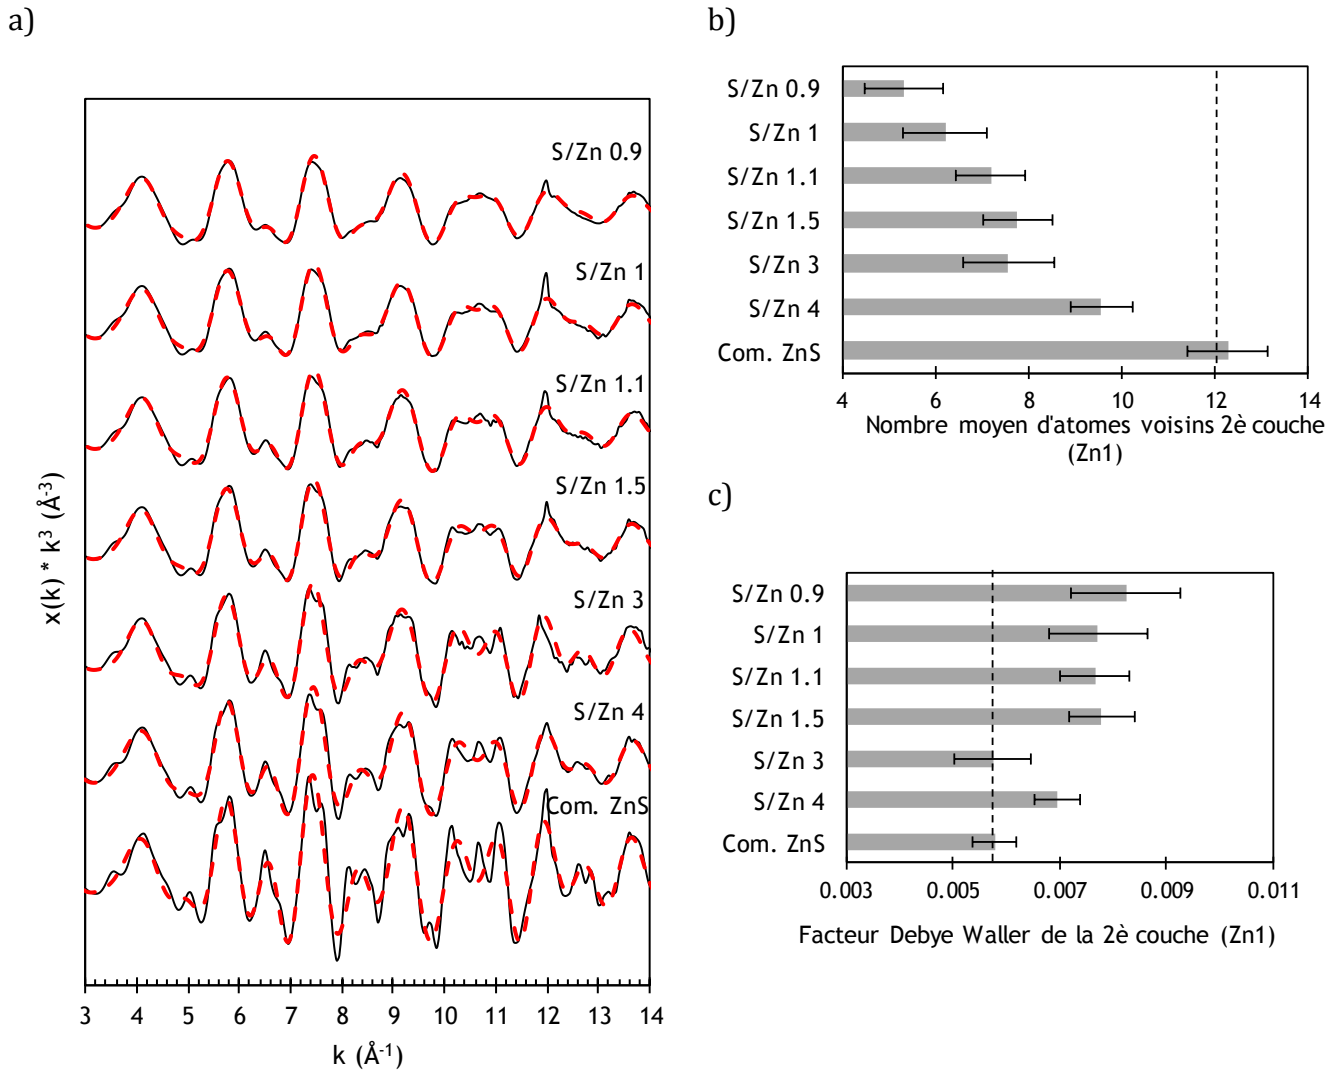 a)
S/Zn 0.9
S/Zn 1
S/Zn 1.1
S/Zn 1.5
S/Zn 3
S/Zn 4
Com. ZnS
x(k) * k³ (Å⁻³)
3 4 5 6 7 8 9 10 11 12 13 14
k (Å⁻¹)
b)
S/Zn 0.9
S/Zn 1
S/Zn 1.1
S/Zn 1.5
S/Zn 3
S/Zn 4
Com. ZnS
4 6 8 10 12 14
Nombre moyen d'atomes voisins 2è couche
(Zn1)
c)
S/Zn 0.9
S/Zn 1
S/Zn 1.1
S/Zn 1.5
S/Zn 3
S/Zn 4
Com. ZnS
0.003 0.005 0.007 0.009 0.011
Facteur Debye Waller de la 2è couche (Zn1)